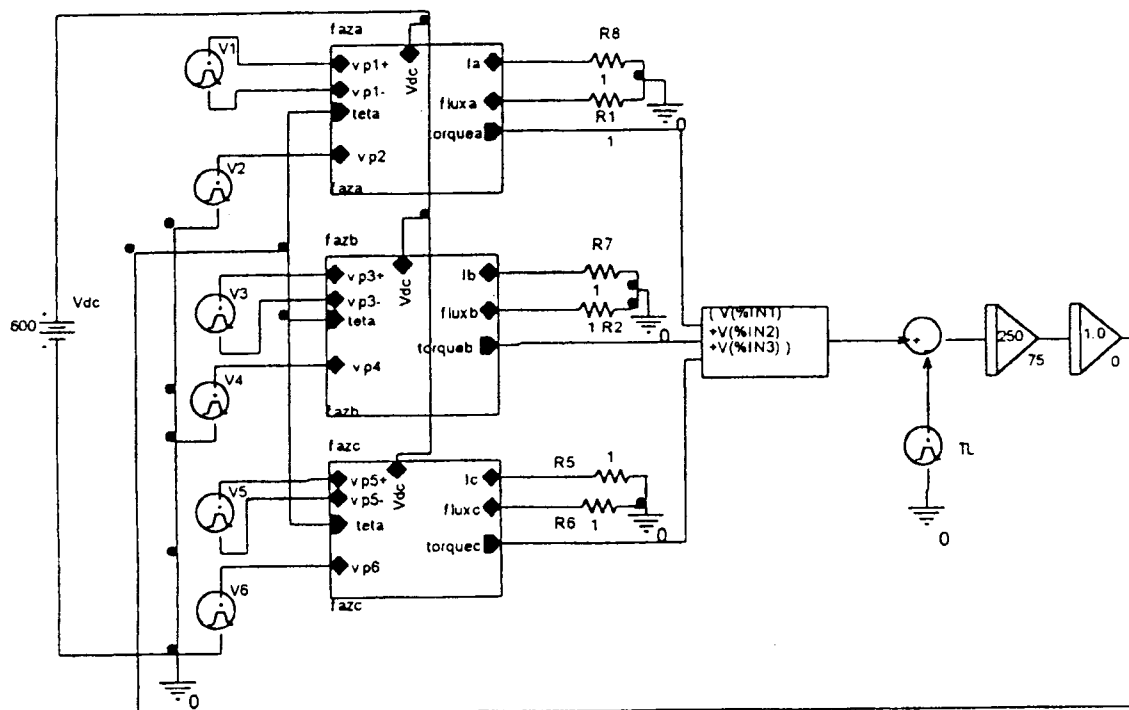 faza
V1
vp1+
vp1-
teta
V2
vp2
Vdc
Ia
fluxa
torquea
R8
1
R1
1
0
faza
fazb
V3
vp3+
vp3-
teta
V4
vp4
Vdc
Ib
fluxb
torqueb
R7
1
1 R2
0
fazb
600
Vdc
( V(%IN1)
+V(%IN2)
+V(%IN3) )
+
-
250
75
1.0
0
TL
0
fazc
V5
vp5+
vp5-
teta
V6
vp6
Vdc
Ic
fluxc
torquec
R5
1
R6
1
0
fazc
0